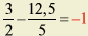 3/2 - 12,5/5 = -1